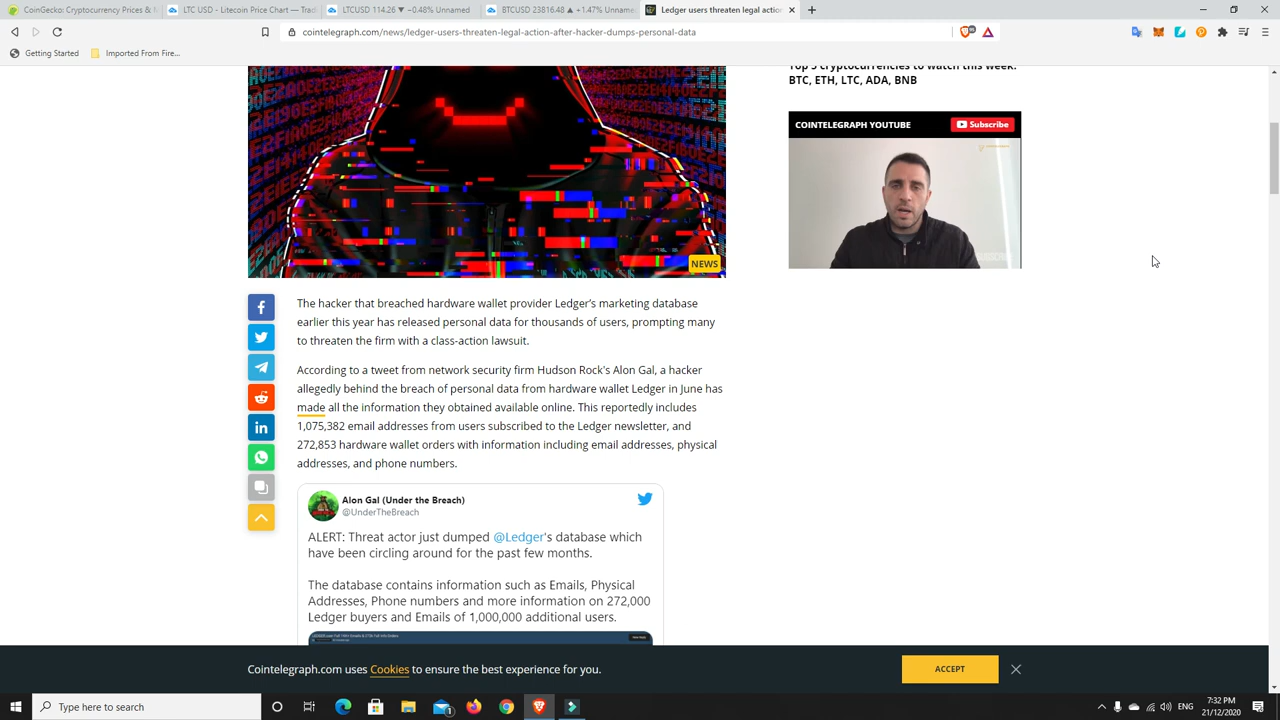 CoinGecko: Cryptocurrency Prices &
LTC USD - Litecoin Price Chart — Trad
LTCUSD 114.26 ▼ −0.48% Unnamed
BTCUSD 23816.48 ▲ +1.47% Unname
Ledger users threaten legal action
cointelegraph.com/news/ledger-users-threaten-legal-action-after-hacker-dumps-personal-data
Getting Started
Imported From Fire...
Top 5 cryptocurrencies to watch this week:
BTC, ETH, LTC, ADA, BNB
COINTELEGRAPH YOUTUBE
Subscribe
NEWS
The hacker that breached hardware wallet provider Ledger's marketing database
earlier this year has released personal data for thousands of users, prompting many
to threaten the firm with a class-action lawsuit.
According to a tweet from network security firm Hudson Rock's Alon Gal, a hacker
allegedly behind the breach of personal data from hardware wallet Ledger in June has
made all the information they obtained available online. This reportedly includes
1,075,382 email addresses from users subscribed to the Ledger newsletter, and
272,853 hardware wallet orders with information including email addresses, physical
addresses, and phone numbers.
Alon Gal (Under the Breach)
@UnderTheBreach
ALERT: Threat actor just dumped @Ledger's database which
have been circling around for the past few months.
The database contains information such as Emails, Physical
Addresses, Phone numbers and more information on 272,000
Ledger buyers and Emails of 1,000,000 additional users.
Cointelegraph.com uses Cookies to ensure the best experience for you.
ACCEPT
Type here to search
ENG
7:32 PM
21/12/2020